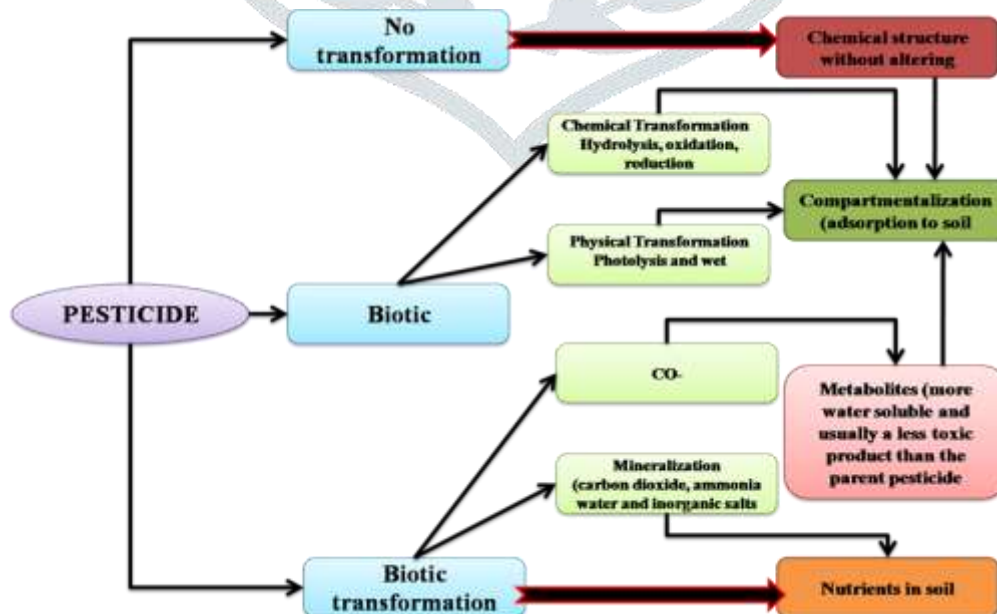 No
transformation
Chemical structure
without altering
Chemical Transformation
Hydrolysis, oxidation,
reduction
Compartmentalization
(adsorption to soil
Physical Transformation
Photolysis and wet
PESTICIDE
Biotic
CO-
Metabolites (more
water soluble and
usually a less toxic
product than the
parent pesticide
Mineralization
(carbon dioxide, ammonia
water and inorganic salts
Biotic
transformation
Nutrients in soil